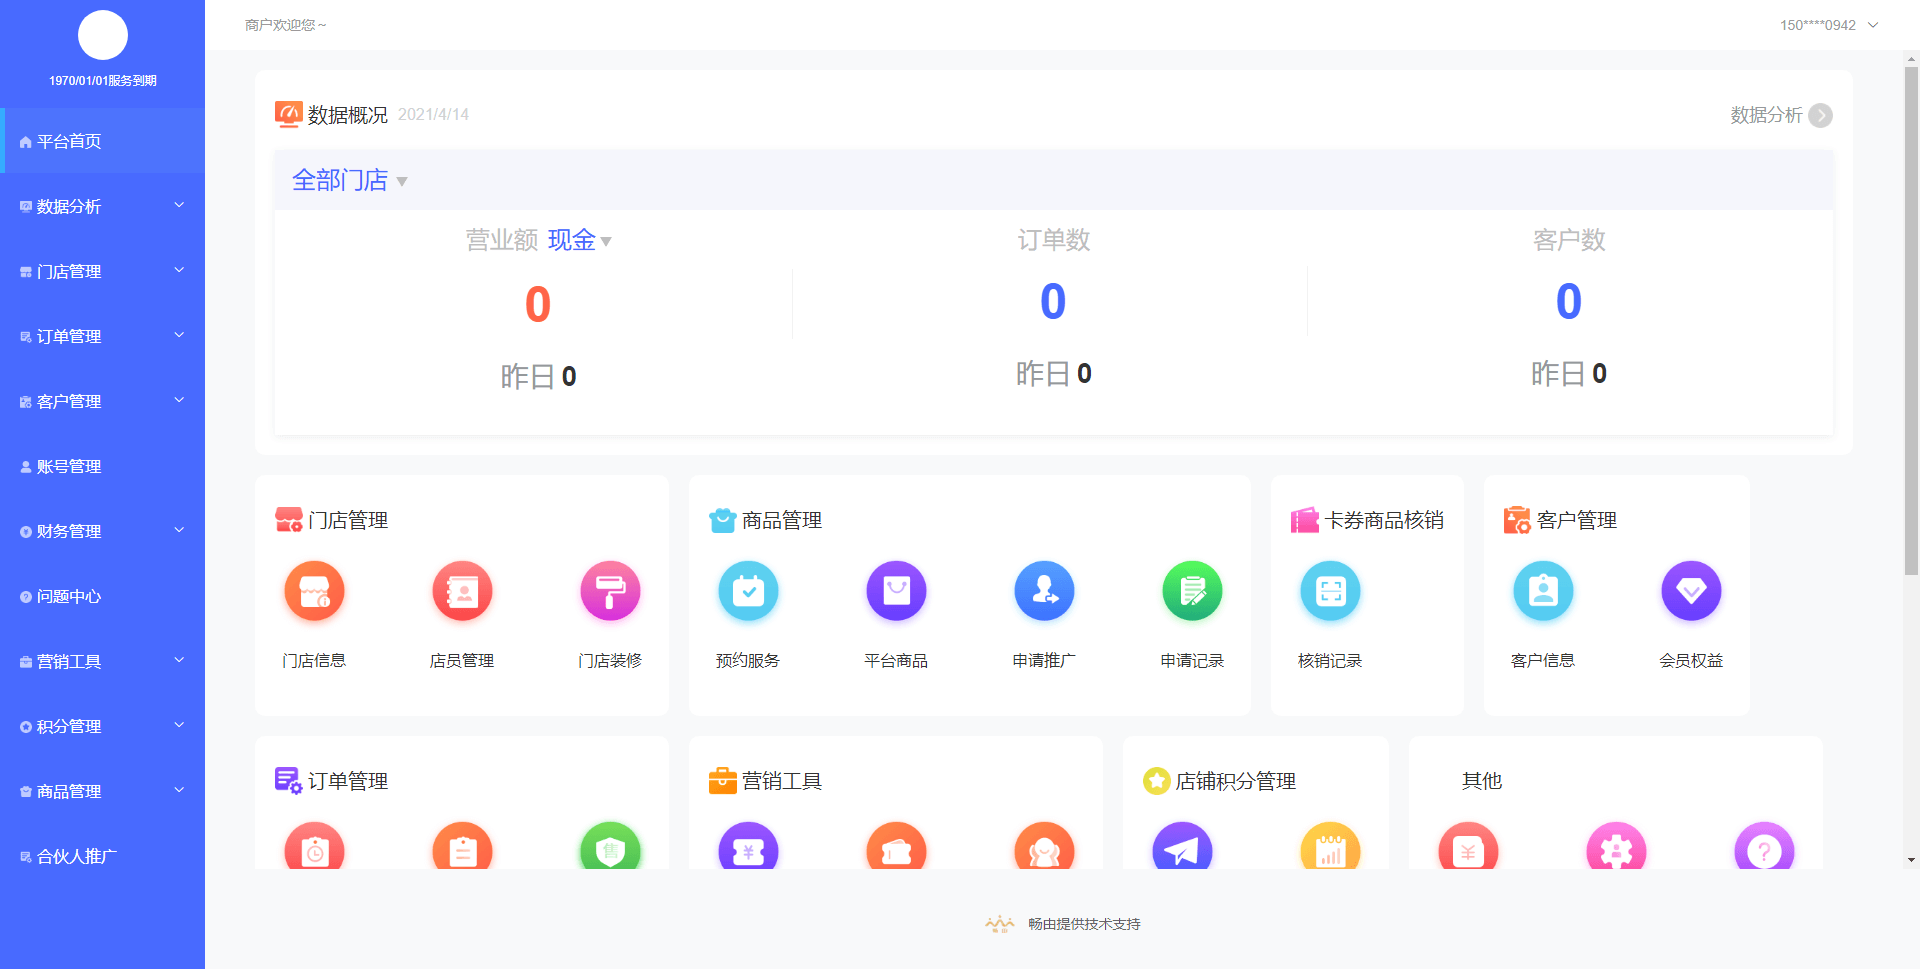 商户欢迎您~
150****0942
1970/01/01服务到期
平台首页
数据分析
门店管理
订单管理
客户管理
账号管理
财务管理
问题中心
营销工具
积分管理
商品管理
合伙人推广
数据概况 2021/4/14
数据分析
全部门店
营业额 现金
订单数
客户数
0
0
0
昨日 0
昨日 0
昨日 0
门店管理
门店信息
店员管理
门店装修
商品管理
预约服务
平台商品
申请推广
申请记录
卡券商品核销
核销记录
客户管理
客户信息
会员权益
订单管理
售
营销工具
店铺积分管理
其他
畅由提供技术支持